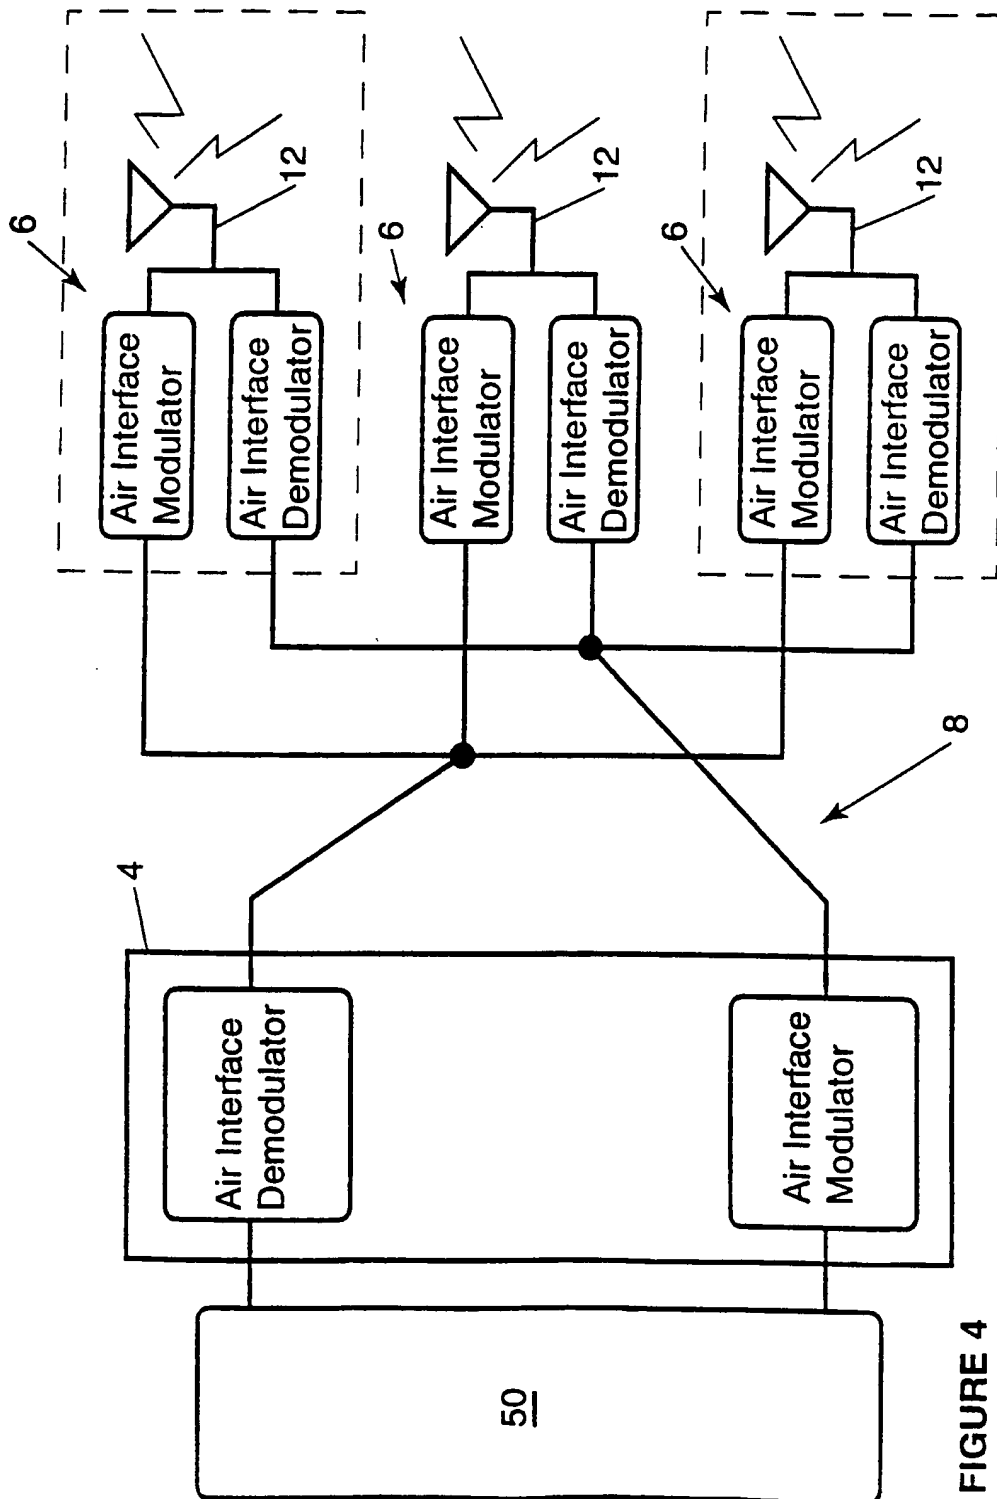 6
12
Air Interface
Modulator
Air Interface
Demodulator
6
12
Air Interface
Modulator
Air Interface
Demodulator
6
12
Air Interface
Modulator
Air Interface
Demodulator
8
4
Air Interface
Demodulator
Air Interface
Modulator
50
FIGURE 4